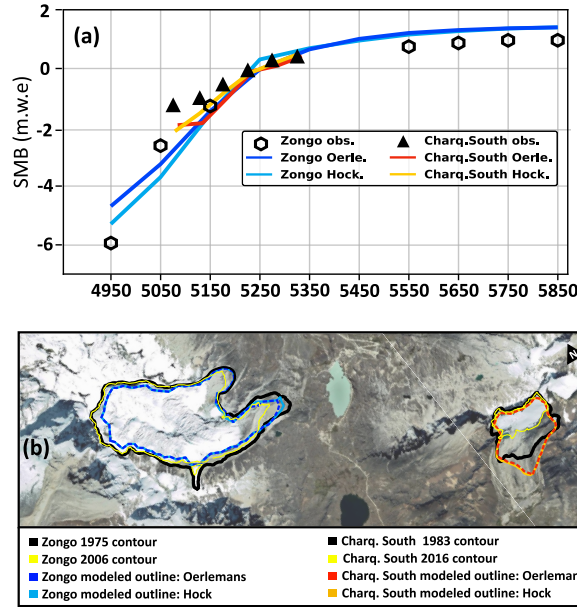 (a)
2
0
-2
-4
-6
SMB (m.w.e)
Zongo obs.
Charq.South obs.
Zongo Oerle.
Charq.South Oerle.
Zongo Hock.
Charq.South Hock.
4950 5050 5150 5250 5350 5450 5550 5650 5750 5850
N
(b)
Zongo 1975 contour
Charq. South 1983 contour
Zongo 2006 contour
Charq. South 2016 contour
Zongo modeled outline: Oerlemans
Charq. South modeled outline: Oerlemans
Zongo modeled outline: Hock
Charq. South modeled outline: Hock